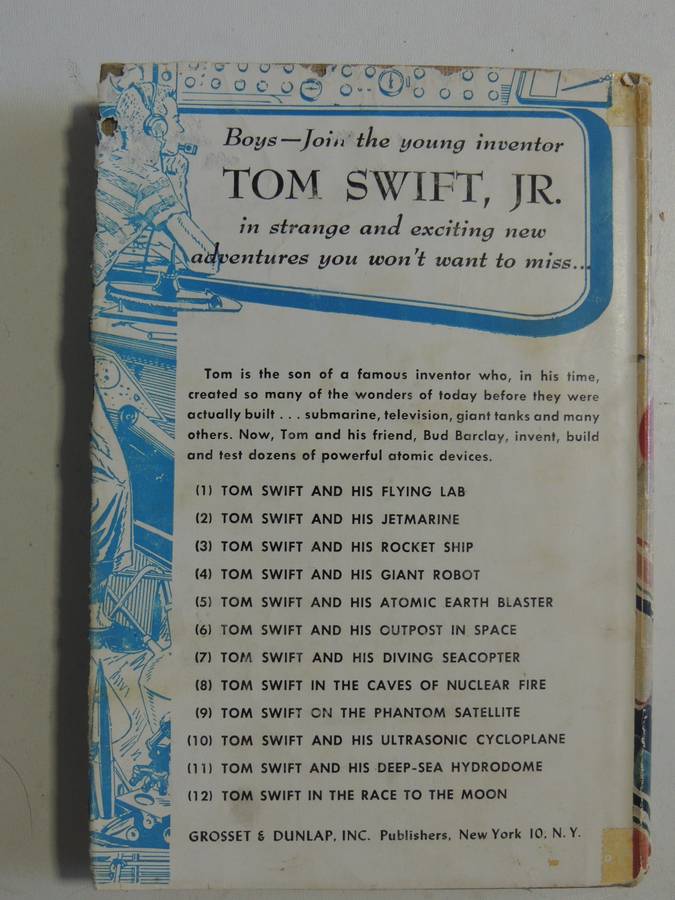 Boys—Join the young inventor
TOM SWIFT, JR.
in strange and exciting new
adventures you won't want to miss...
Tom is the son of a famous inventor who, in his time,
created so many of the wonders of today before they were
actually built . . . submarine, television, giant tanks and many
others. Now, Tom and his friend, Bud Barclay, invent, build
and test dozens of powerful atomic devices.
(1) TOM SWIFT AND HIS FLYING LAB
(2) TOM SWIFT AND HIS JETMARINE
(3) TOM SWIFT AND HIS ROCKET SHIP
(4) TOM SWIFT AND HIS GIANT ROBOT
(5) TOM SWIFT AND HIS ATOMIC EARTH BLASTER
(6) TOM SWIFT AND HIS OUTPOST IN SPACE
(7) TOM SWIFT AND HIS DIVING SEACOPTER
(8) TOM SWIFT IN THE CAVES OF NUCLEAR FIRE
(9) TOM SWIFT ON THE PHANTOM SATELLITE
(10) TOM SWIFT AND HIS ULTRASONIC CYCLOPLANE
(11) TOM SWIFT AND HIS DEEP-SEA HYDRODOME
(12) TOM SWIFT IN THE RACE TO THE MOON
GROSSET & DUNLAP, INC. Publishers, New York 10, N. Y.